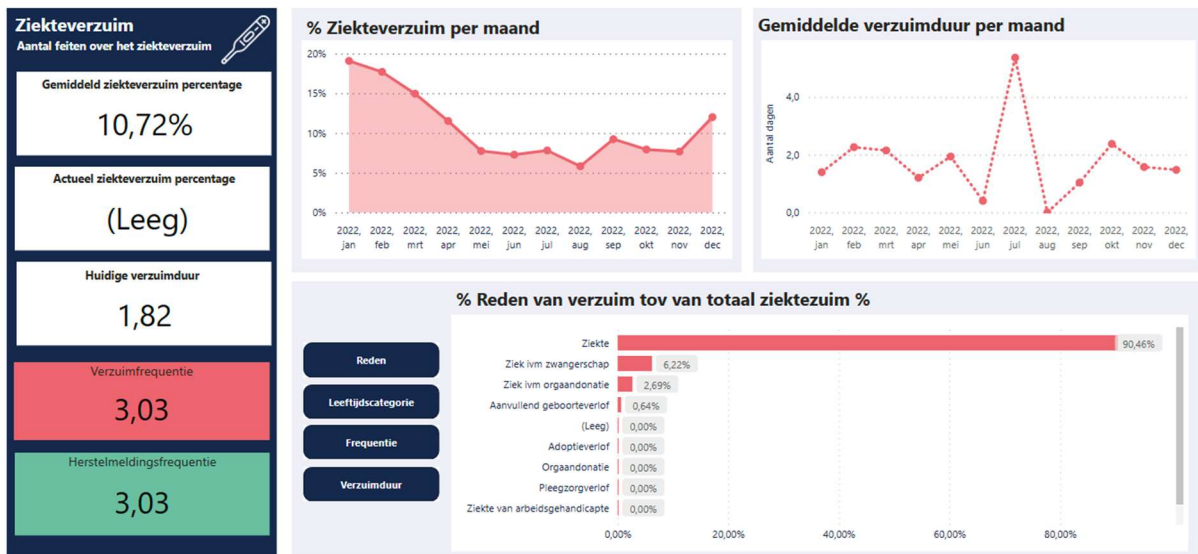 Ziekteverzuim
Aantal feiten over het ziekteverzuim
Gemiddeld ziekteverzuim percentage
10,72%
Actueel ziekteverzuim percentage
(Leeg)
Huidige verzuimduur
1,82
Verzuimfrequentie
3,03
Herstelmeldingsfrequentie
3,03
% Ziekteverzuim per maand
20%
15%
10%
5%
0%
2022, 2022, 2022, 2022, 2022, 2022, 2022, 2022, 2022, 2022, 2022, 2022,
jan feb mrt apr mei jun jul aug sep okt nov dec
Gemiddelde verzuimduur per maand
Aantal dagen
4,0
2,0
0,0
2022, 2022, 2022, 2022, 2022, 2022, 2022, 2022, 2022, 2022, 2022, 2022,
jan feb mrt apr mei jun jul aug sep okt nov dec
% Reden van verzuim tov van totaal ziektezuim %
Reden
Leeftijdscategorie
Frequentie
Verzuimduur
Ziekte 90,46%
Ziek ivm zwangerschap 6,22%
Ziek ivm orgaandonatie 2,69%
Aanvullend geboorteverlof 0,64%
(Leeg) 0,00%
Adoptieverlof 0,00%
Orgaandonatie 0,00%
Pleegzorgverlof 0,00%
Ziekte van arbeidsgehandicapte 0,00%
0,00% 20,00% 40,00% 60,00% 80,00%